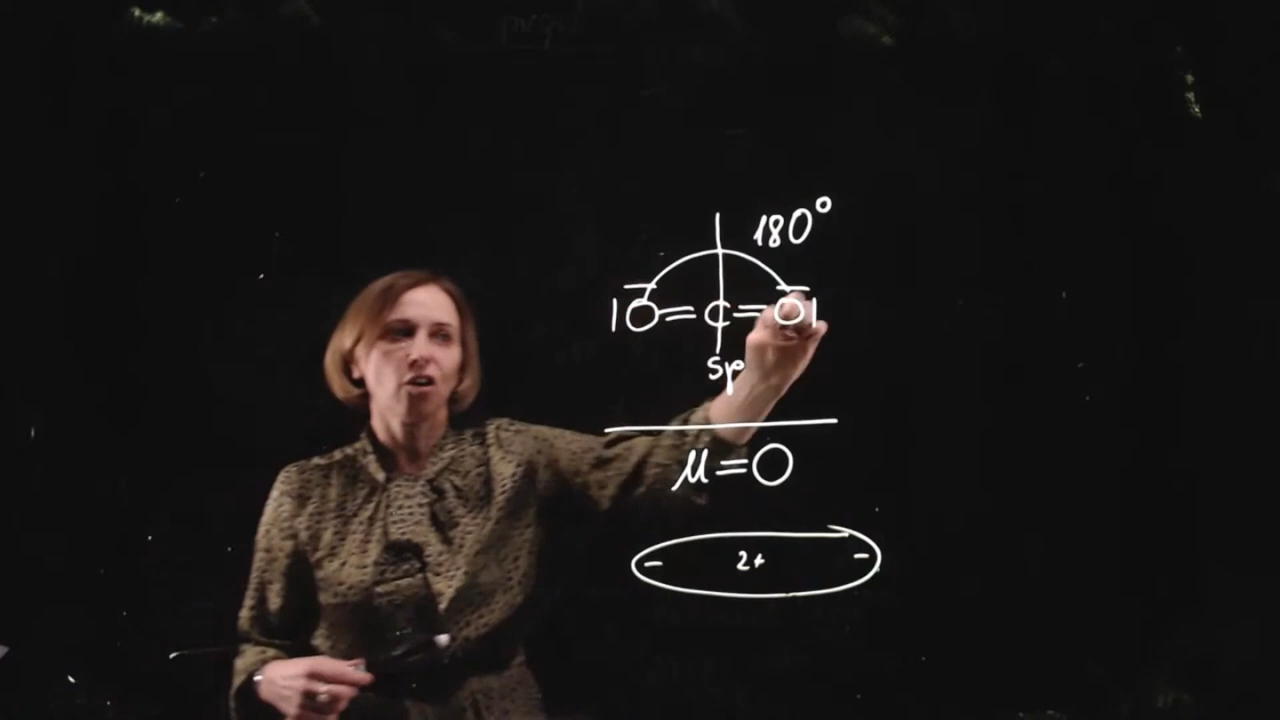 180°
|O̅=C=O̅|
sp
μ=0
- 2+ -